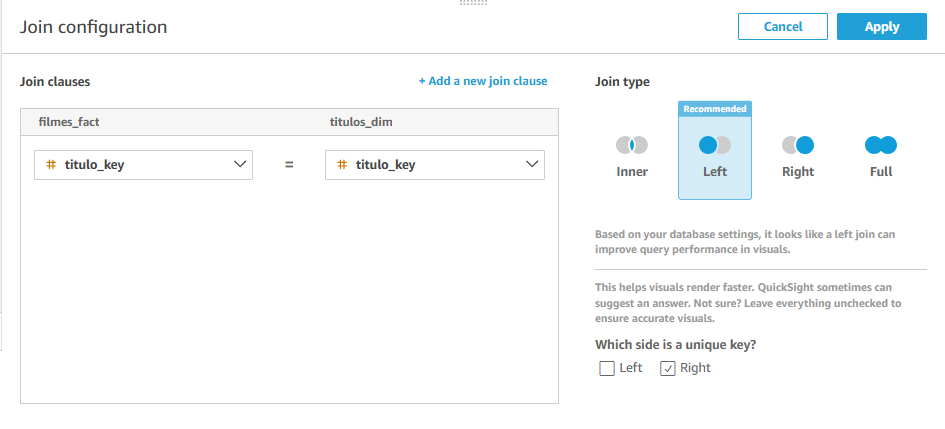 Join configuration
Cancel
Apply
Join clauses
+ Add a new join clause
filmes_fact
titulos_dim
# titulo_key
=
# titulo_key
Join type
Recommended
Inner
Left
Right
Full
Based on your database settings, it looks like a left join can
improve query performance in visuals.
This helps visuals render faster. QuickSight sometimes can
suggest an answer. Not sure? Leave everything unchecked to
ensure accurate visuals.
Which side is a unique key?
Left
Right